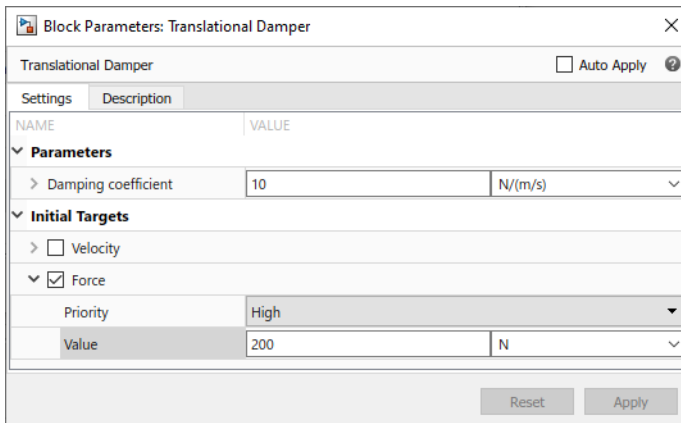 Block Parameters: Translational Damper
Translational Damper
Auto Apply
Settings Description
NAME VALUE
Parameters
Damping coefficient 10 N/(m/s)
Initial Targets
Velocity
Force
Priority High
Value 200 N
Reset Apply